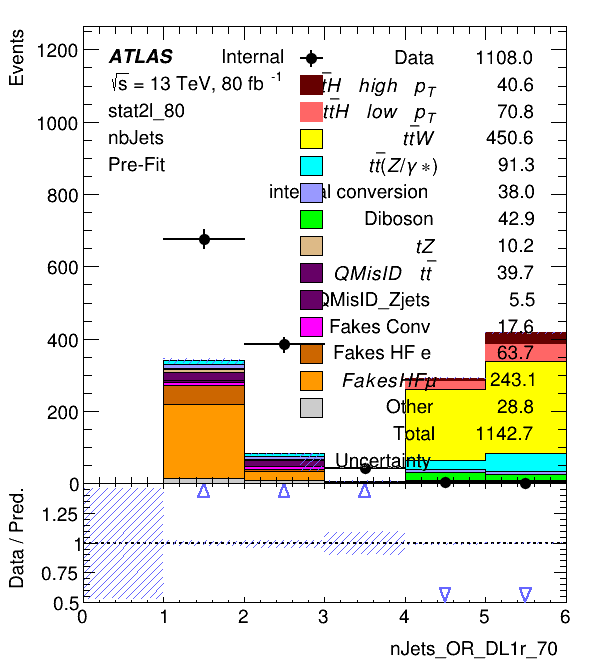 Events
1200
1000
800
600
400
200
0
ATLAS Internal
√s = 13 TeV, 80 fb⁻¹
stat2l_80
nbJets
Pre-Fit
Data 1108.0
tt̄H high p_T 40.6
tt̄H low p_T 70.8
tt̄W 450.6
tt̄(Z/γ*) 91.3
internal conversion 38.0
Diboson 42.9
tZ 10.2
QMisID tt̄ 39.7
QMisID_Zjets 5.5
Fakes Conv 17.6
Fakes HF e 63.7
FakesHFμ 243.1
Other 28.8
Total 1142.7
Uncertainty
Data / Pred.
1.25
1
0.75
0.5
0 1 2 3 4 5 6
nJets_OR_DL1r_70